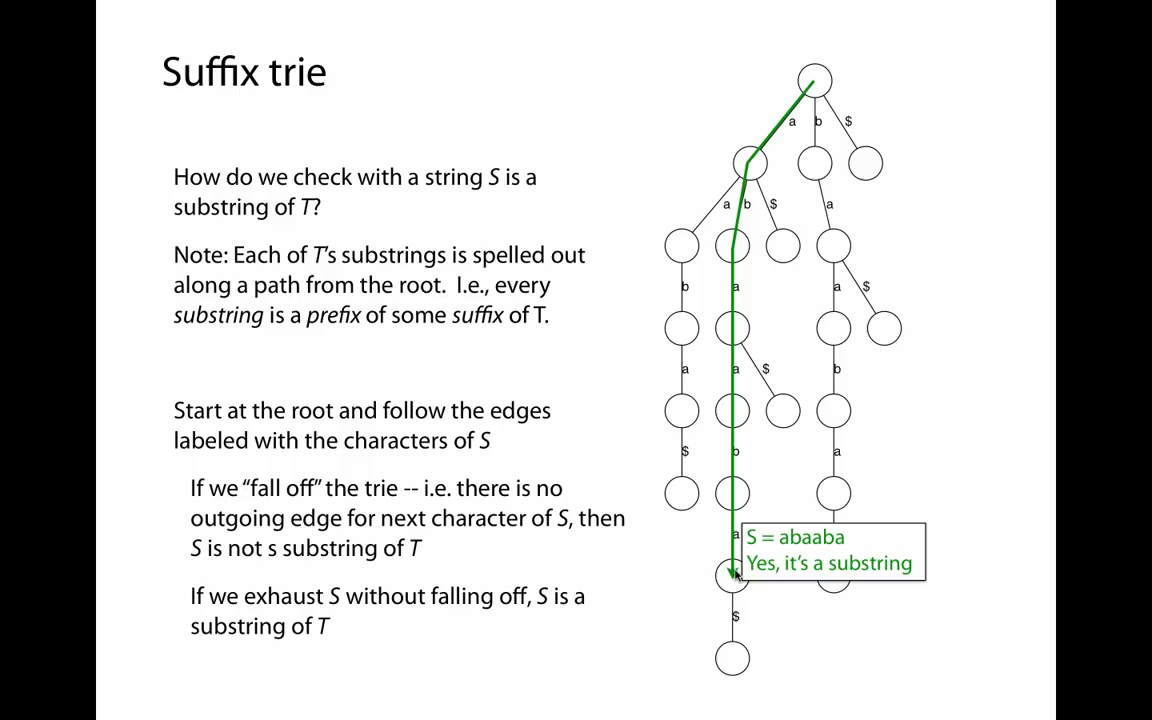 Suffix trie
How do we check with a string S is a
substring of T?
Note: Each of T's substrings is spelled out
along a path from the root.  I.e., every
substring is a prefix of some suffix of T.
Start at the root and follow the edges
labeled with the characters of S
If we “fall off” the trie -- i.e. there is no
outgoing edge for next character of S, then
S is not s substring of T
If we exhaust S without falling off, S is a
substring of T
a b $
a b $ a
b a a $
a a $ b
$ b a
a
S = abaaba
Yes, it's a substring
$